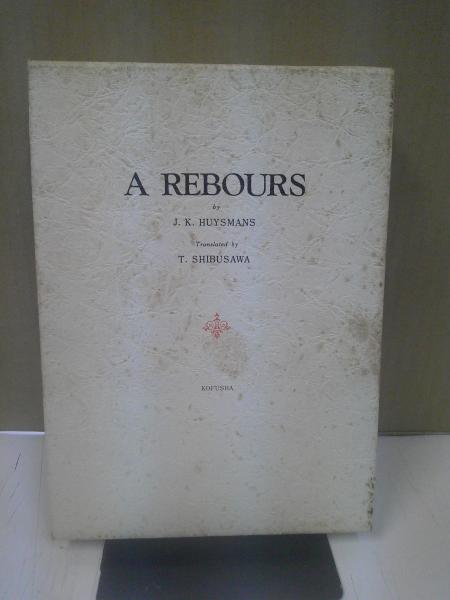 A REBOURS
by
J. K. HUYSMANS
Translated by
T. SHIBUSAWA
KOFUSHA